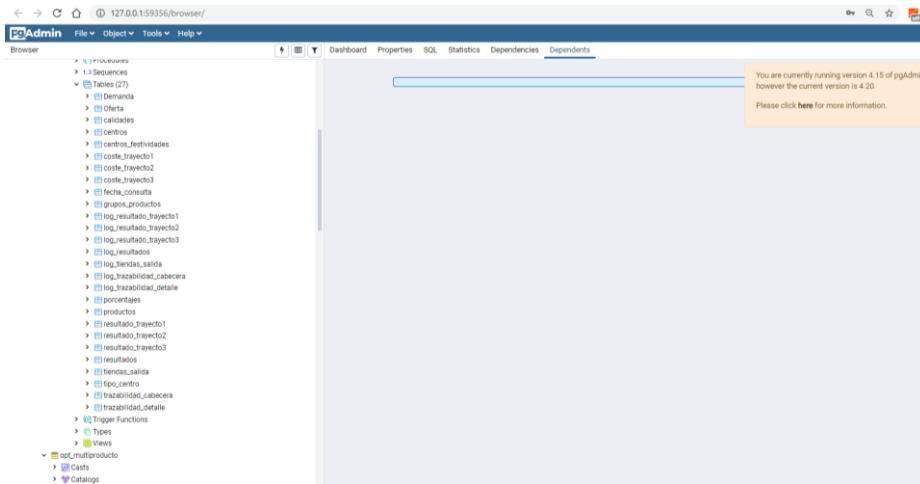 127.0.0.1:59356/browser/
pgAdmin File Object Tools Help
Browser
Dashboard Properties SQL Statistics Dependencies Dependents
Procedures
1..3 Sequences
Tables (27)
Demanda
Oferta
calidades
centros
centros_festividades
coste_trayecto1
coste_trayecto2
coste_trayecto3
fecha_consulta
grupos_productos
log_resultado_trayecto1
log_resultado_trayecto2
log_resultado_trayecto3
log_resultados
log_tiendas_salida
log_trazabilidad_cabecera
log_trazabilidad_detalle
porcentajes
productos
resultado_trayecto1
resultado_trayecto2
resultado_trayecto3
resultados
tiendas_salida
tipo_centro
trazabilidad_cabecera
trazabilidad_detalle
Trigger Functions
Types
Views
opt_multiproducto
Casts
Catalogs
You are currently running version 4.15 of pgAdmi
however the current version is 4.20.
Please click here for more information.